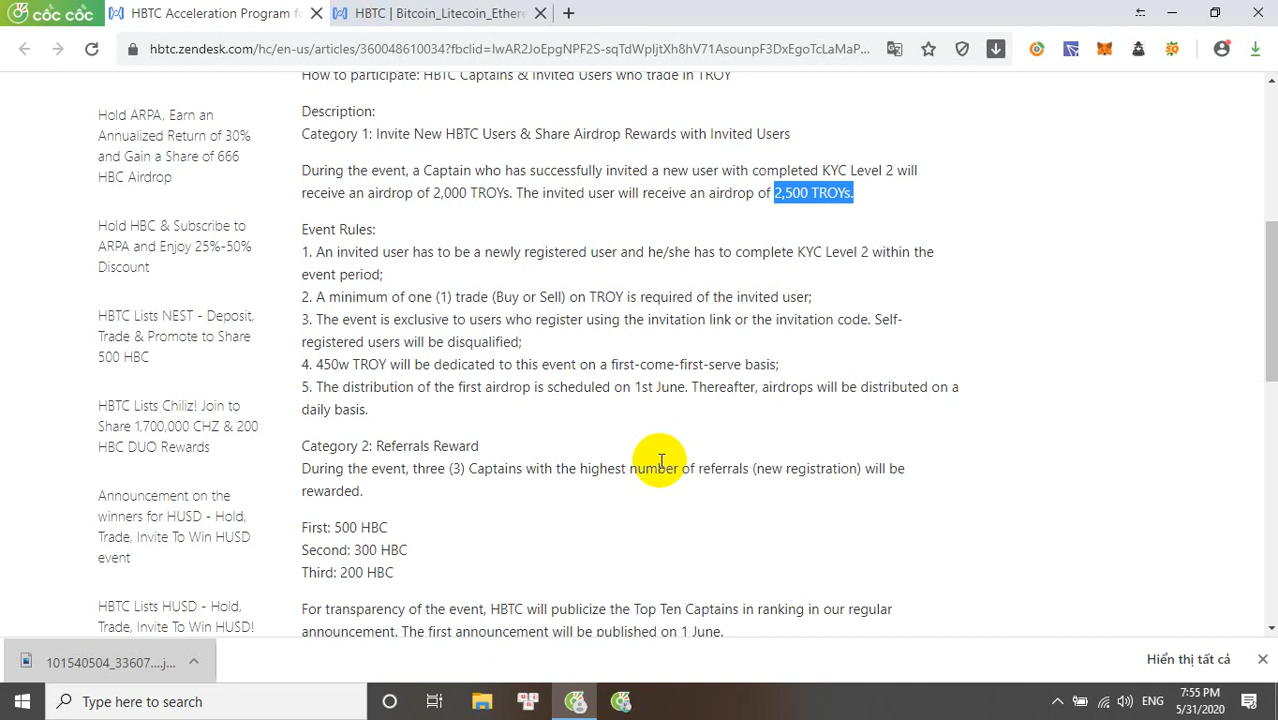 cốc cốc
HBTC Acceleration Program fo
HBTC | Bitcoin_Litecoin_Ethere
hbtc.zendesk.com/hc/en-us/articles/360048610034?fbclid=IwAR2JoEpgNPF2S-sqTdWpIjtXh8hV71AsounpF3DxEgoTcLaMaP...
How to participate: HBTC Captains & Invited Users who trade in TROY
Description:
Category 1: Invite New HBTC Users & Share Airdrop Rewards with Invited Users
During the event, a Captain who has successfully invited a new user with completed KYC Level 2 will
receive an airdrop of 2,000 TROYs. The invited user will receive an airdrop of 2,500 TROYs.
Event Rules:
1. An invited user has to be a newly registered user and he/she has to complete KYC Level 2 within the
event period;
2. A minimum of one (1) trade (Buy or Sell) on TROY is required of the invited user;
3. The event is exclusive to users who register using the invitation link or the invitation code. Self-
registered users will be disqualified;
4. 450w TROY will be dedicated to this event on a first-come-first-serve basis;
5. The distribution of the first airdrop is scheduled on 1st June. Thereafter, airdrops will be distributed on a
daily basis.
Category 2: Referrals Reward
During the event, three (3) Captains with the highest number of referrals (new registration) will be
rewarded.
First: 500 HBC
Second: 300 HBC
Third: 200 HBC
For transparency of the event, HBTC will publicize the Top Ten Captains in ranking in our regular
announcement. The first announcement will be published on 1 June.
Hold ARPA, Earn an
Annualized Return of 30%
and Gain a Share of 666
HBC Airdrop
Hold HBC & Subscribe to
ARPA and Enjoy 25%-50%
Discount
HBTC Lists NEST - Deposit,
Trade & Promote to Share
500 HBC
HBTC Lists Chiliz! Join to
Share 1,700,000 CHZ & 200
HBC DUO Rewards
Announcement on the
winners for HUSD - Hold,
Trade, Invite To Win HUSD
event
HBTC Lists HUSD - Hold,
Trade, Invite To Win HUSD!
101540504_33607....j...
Hiển thị tất cả
Type here to search
ENG
7:55 PM
5/31/2020